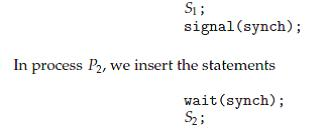 S₁;
signal(synch);
In process P₂, we insert the statements
wait(synch);
S₂;